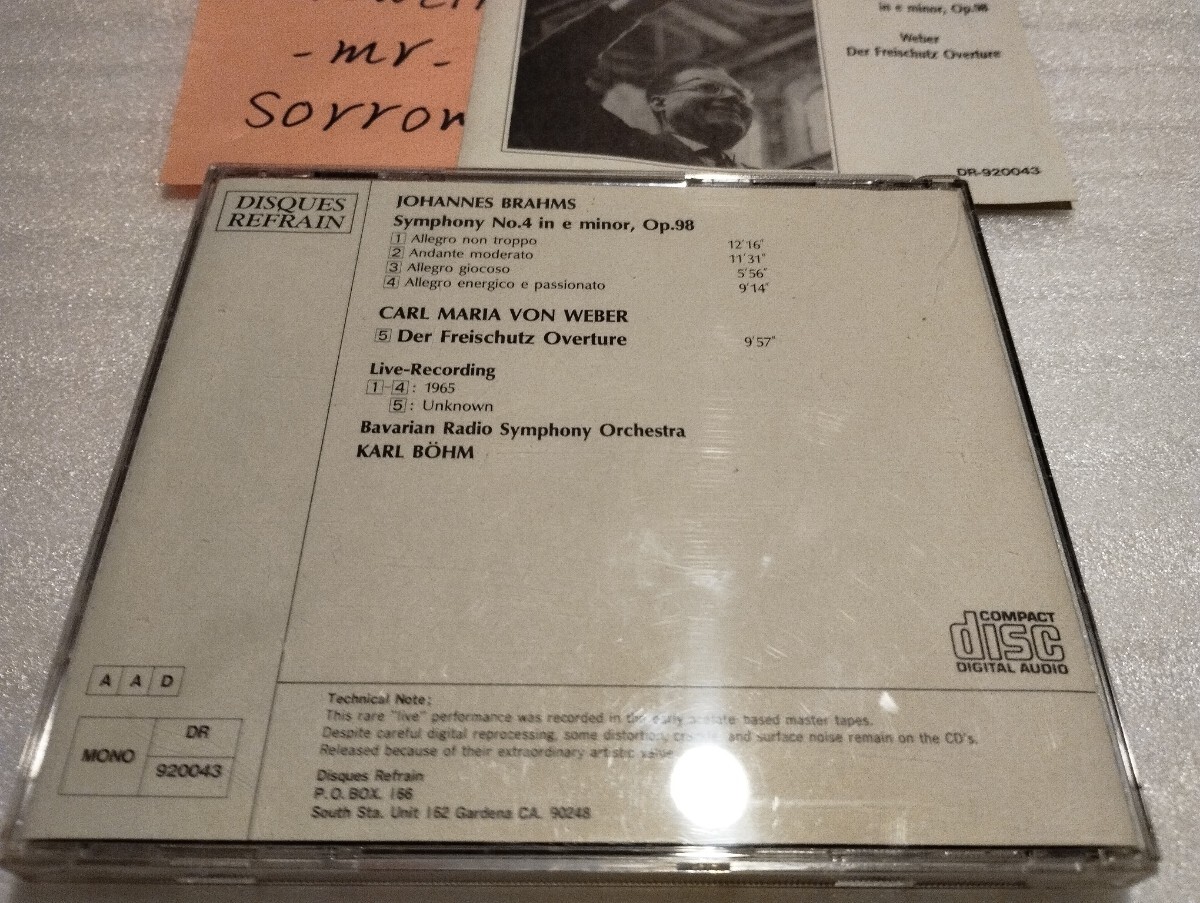 - mr -
in e minor, Op.98
Weber
Der Freischutz Overture
DR-920043
DISQUES
REFRAIN
JOHANNES BRAHMS
Symphony No.4 in e minor, Op.98
1 Allegro non troppo 12'16"
2 Andante moderato 11'31"
3 Allegro giocoso 5'56"
4 Allegro energico e passionato 9'14"
CARL MARIA VON WEBER
5 Der Freischutz Overture 9'57"
Live-Recording
1-4: 1965
5: Unknown
Bavarian Radio Symphony Orchestra
KARL BÖHM
COMPACT
disc
DIGITAL AUDIO
A A D
MONO
DR
920043
Technical Note:
This rare "live" performance was recorded in the early acetate based master tapes.
Despite careful digital reprocessing, some distortion, and surface noise remain on the CD's.
Released because of their extraordinary artistic value
Disques Refrain
P.O.BOX. 166
South Sta. Unit 152 Gardena CA. 90248